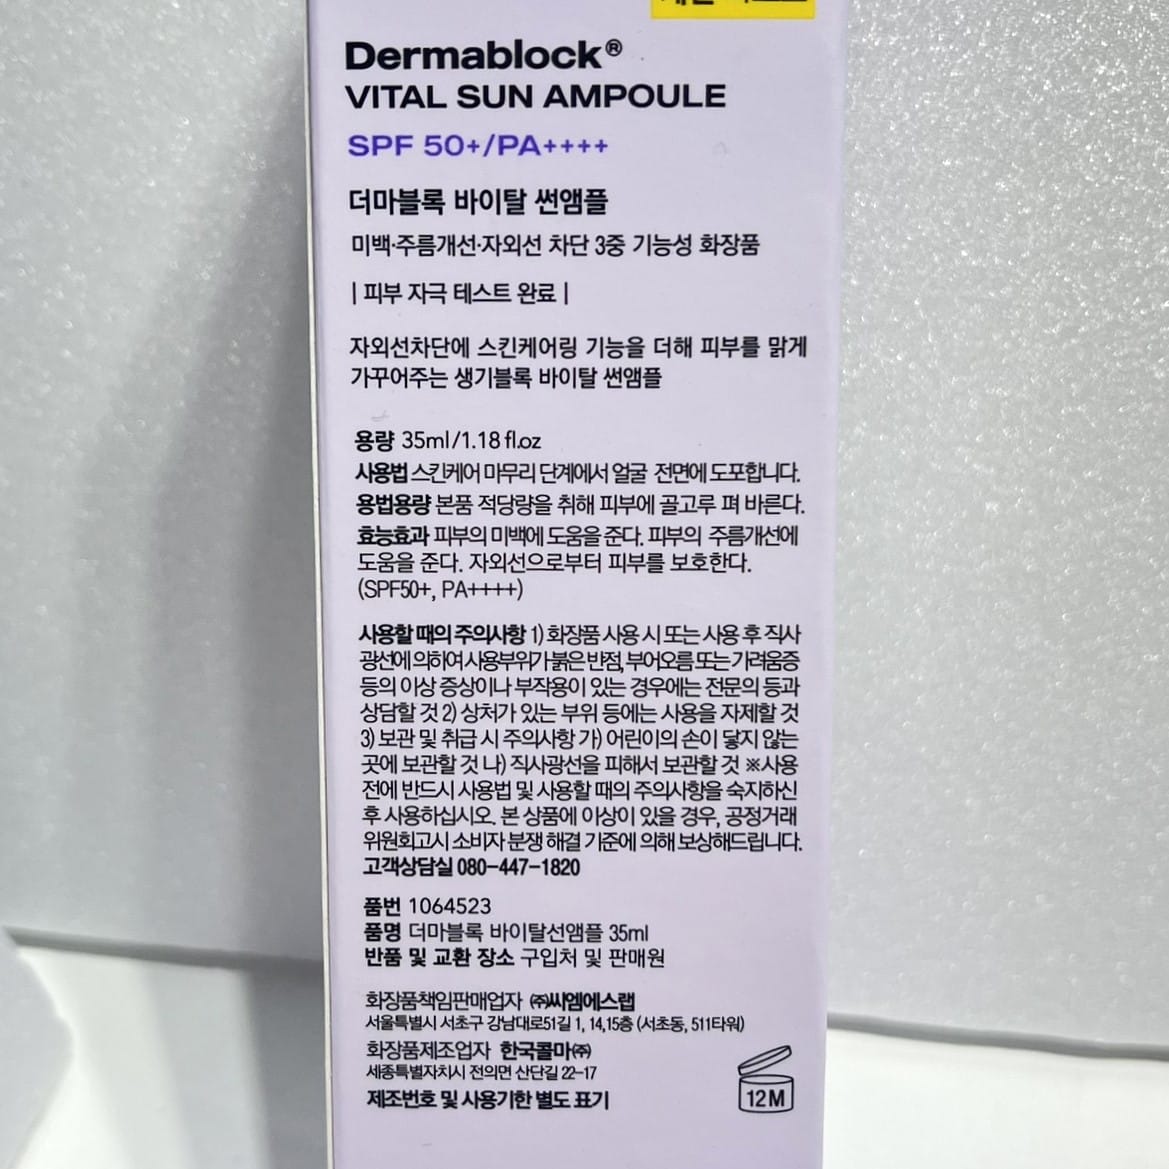 Dermablock®
VITAL SUN AMPOULE
SPF 50+/PA++++
더마블록 바이탈 썬앰플
미백·주름개선·자외선 차단 3중 기능성 화장품
| 피부 자극 테스트 완료 |
자외선차단에 스킨케어링 기능을 더해 피부를 맑게
가꾸어주는 생기블록 바이탈 썬앰플
용량 35ml/1.18 fl.oz
사용법 스킨케어 마무리 단계에서 얼굴 전면에 도포합니다.
용법용량 본품 적당량을 취해 피부에 골고루 펴 바른다.
효능효과 피부의 미백에 도움을 준다. 피부의 주름개선에
도움을 준다. 자외선으로부터 피부를 보호한다.
(SPF50+, PA++++)
사용할 때의 주의사항 1) 화장품 사용 시 또는 사용 후 직사
광선에 의하여 사용부위가 붉은 반점, 부어오름 또는 가려움증
등의 이상 증상이나 부작용이 있는 경우에는 전문의 등과
상담할 것 2) 상처가 있는 부위 등에는 사용을 자제할 것
3) 보관 및 취급 시 주의사항 가) 어린이의 손이 닿지 않는
곳에 보관할 것 나) 직사광선을 피해서 보관할 것 ※사용
전에 반드시 사용법 및 사용할 때의 주의사항을 숙지하신
후 사용하십시오. 본 상품에 이상이 있을 경우, 공정거래
위원회고시 소비자 분쟁 해결 기준에 의해 보상해드립니다.
고객상담실 080-447-1820
품번 1064523
품명 더마블록 바이탈선앰플 35ml
반품 및 교환 장소 구입처 및 판매원
화장품책임판매업자 ㈜씨엠에스랩
서울특별시 서초구 강남대로51길 1, 14,15층 (서초동, 511타워)
화장품제조업자 한국콜마㈜
세종특별자치시 전의면 산단길 22-17
제조번호 및 사용기한 별도 표기
12M